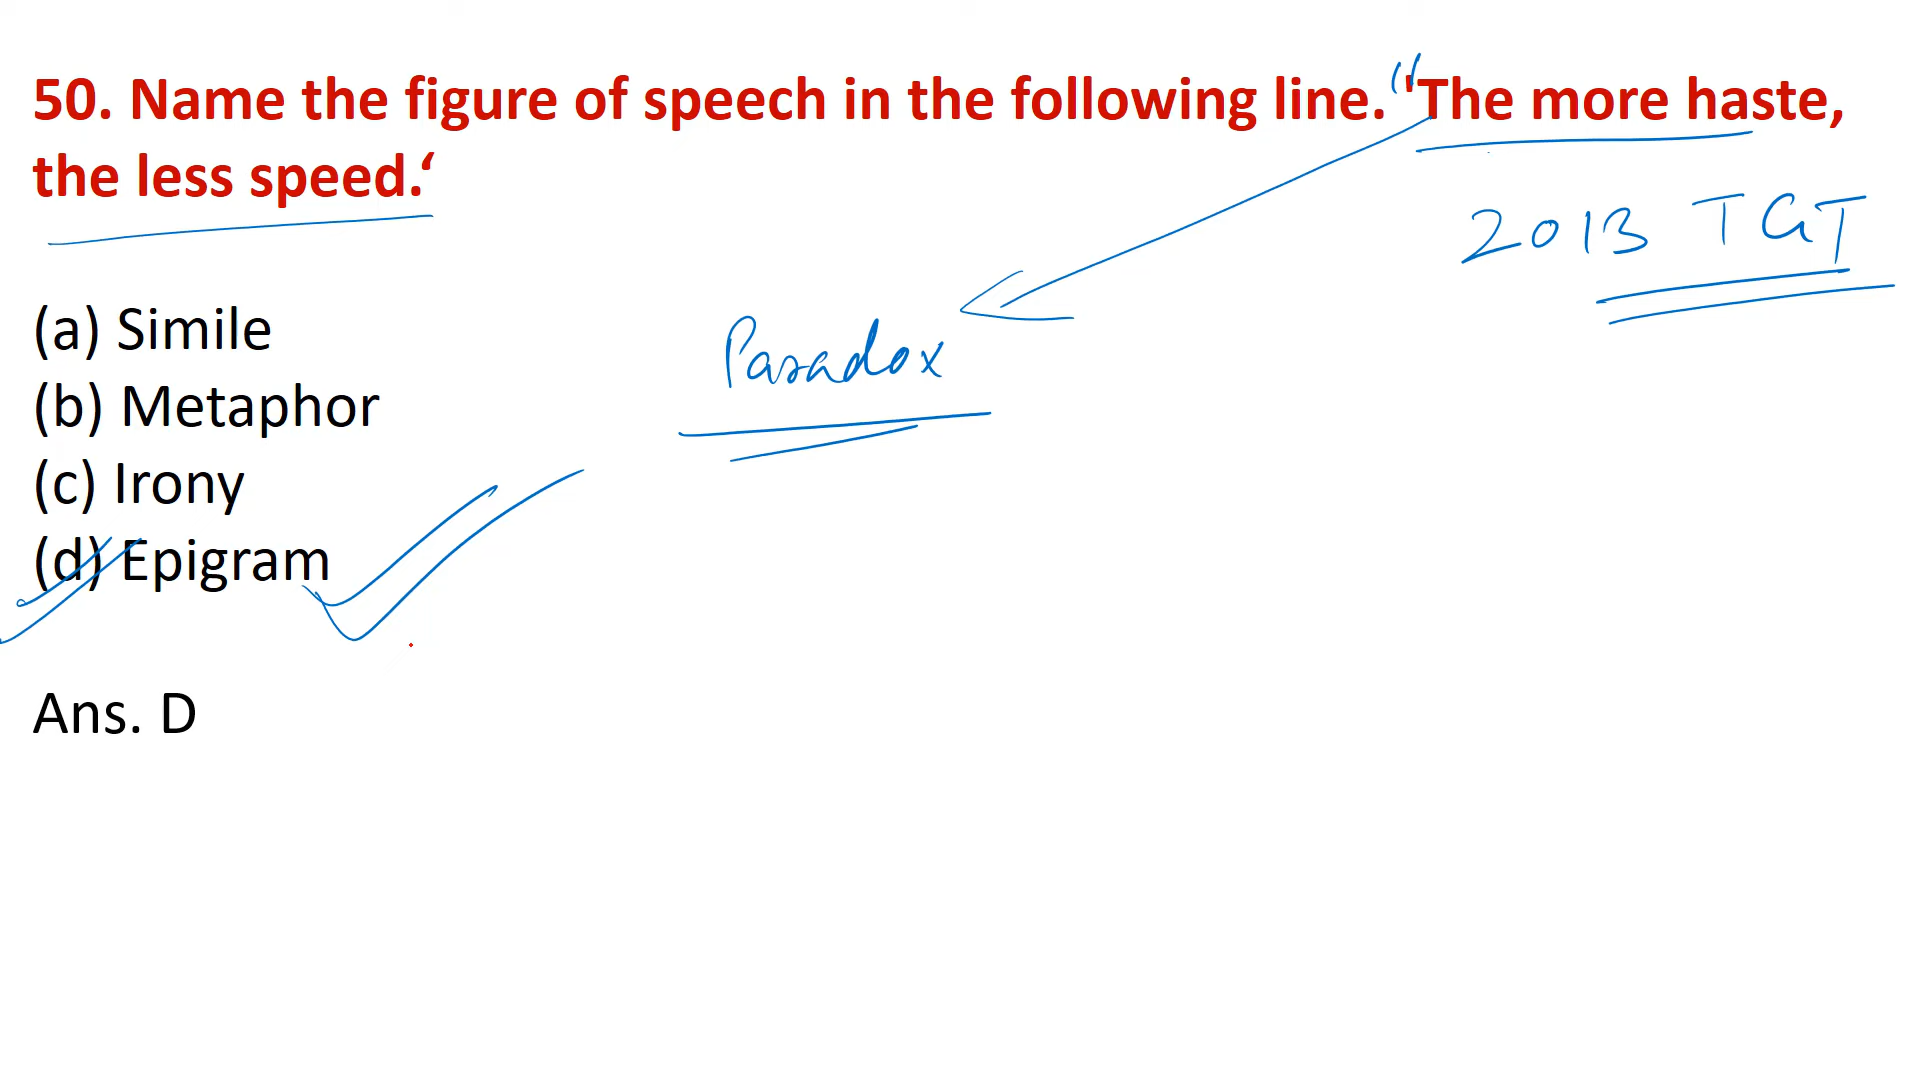 50. Name the figure of speech in the following line. "'The more haste,
the less speed.‘
2013 TGT
(a) Simile
Paradox
(b) Metaphor
(c) Irony
(d) Epigram
Ans. D